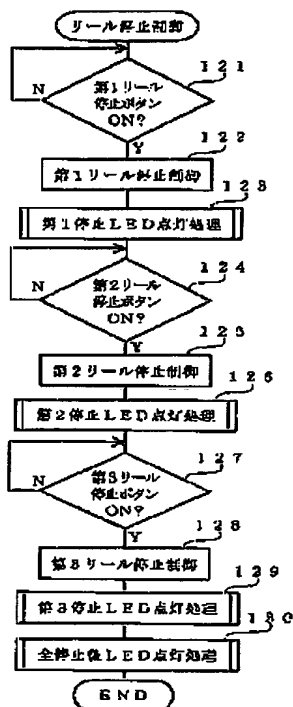 リール停止制御
121
N
第1リール
停止ボタン
ON?
Y
122
第1リール停止制御
123
第1停止LED点灯処理
124
N
第2リール
停止ボタン
ON?
Y
125
第2リール停止制御
126
第2停止LED点灯処理
127
N
第3リール
停止ボタン
ON?
Y
128
第3リール停止制御
129
第3停止LED点灯処理
130
全停止後LED点灯処理
END